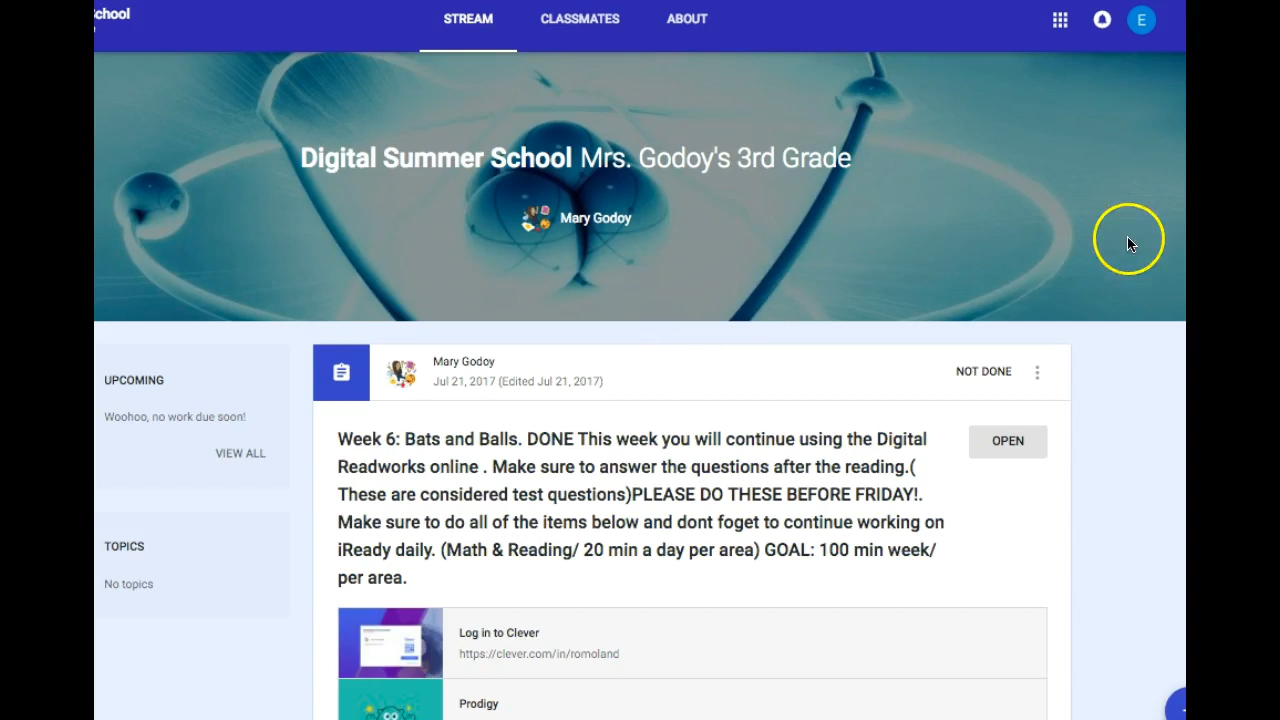 School
STREAM CLASSMATES ABOUT
E
Digital Summer School Mrs. Godoy's 3rd Grade
Mary Godoy
UPCOMING
Woohoo, no work due soon!
VIEW ALL
TOPICS
No topics
Mary Godoy
Jul 21, 2017 (Edited Jul 21, 2017)
NOT DONE
Week 6: Bats and Balls. DONE This week you will continue using the Digital
Readworks online . Make sure to answer the questions after the reading.(
These are considered test questions)PLEASE DO THESE BEFORE FRIDAY!.
Make sure to do all of the items below and dont foget to continue working on
iReady daily. (Math & Reading/ 20 min a day per area) GOAL: 100 min week/
per area.
OPEN
Log in to Clever
https://clever.com/in/romoland
Prodigy